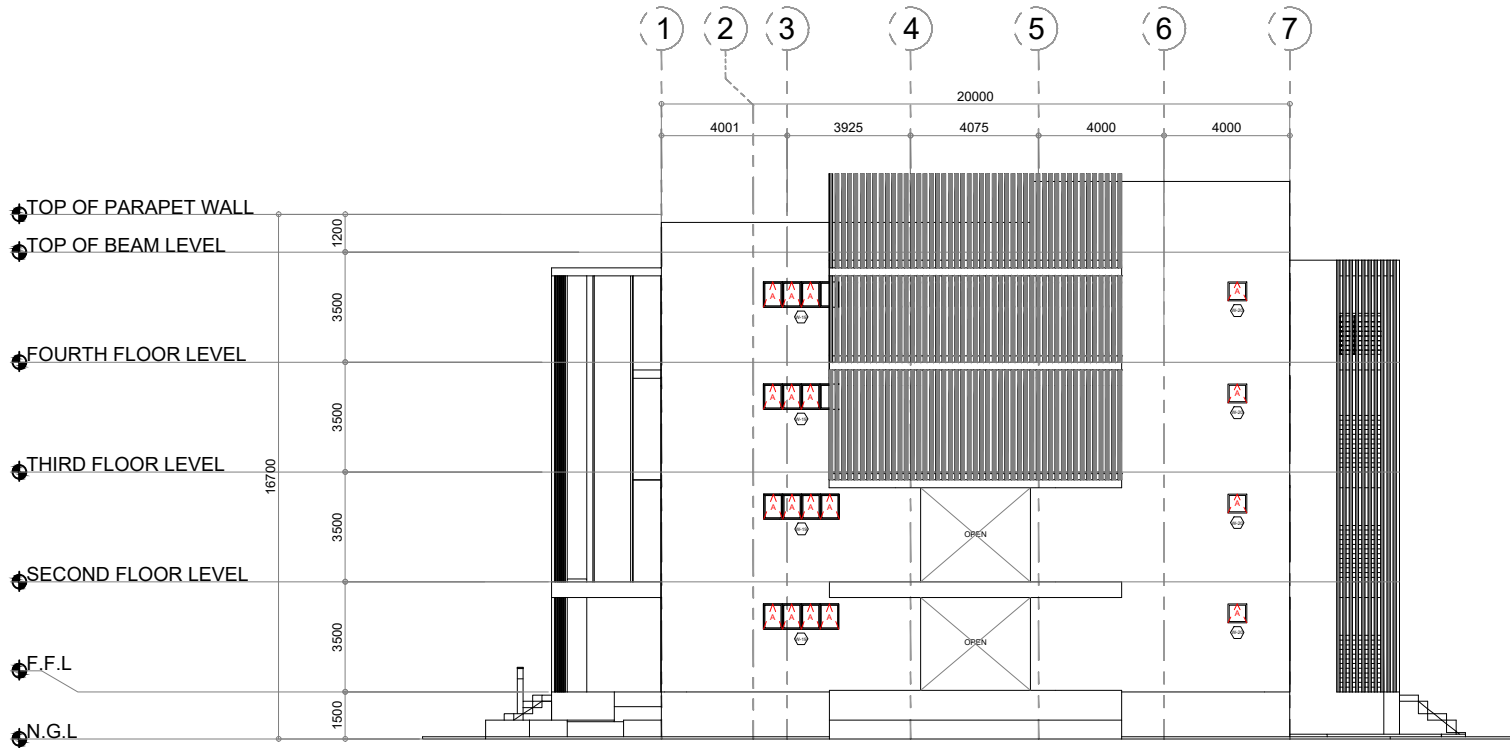 1 2 3 4 5 6 7
20000
4001 3925 4075 4000 4000
TOP OF PARAPET WALL
1200
TOP OF BEAM LEVEL
A A A A
3500
FOURTH FLOOR LEVEL
A A A A
3500
THIRD FLOOR LEVEL
16700
A A A A A
3500
OPEN
SECOND FLOOR LEVEL
A A A A A
3500
OPEN
F.F.L
1500
N.G.L